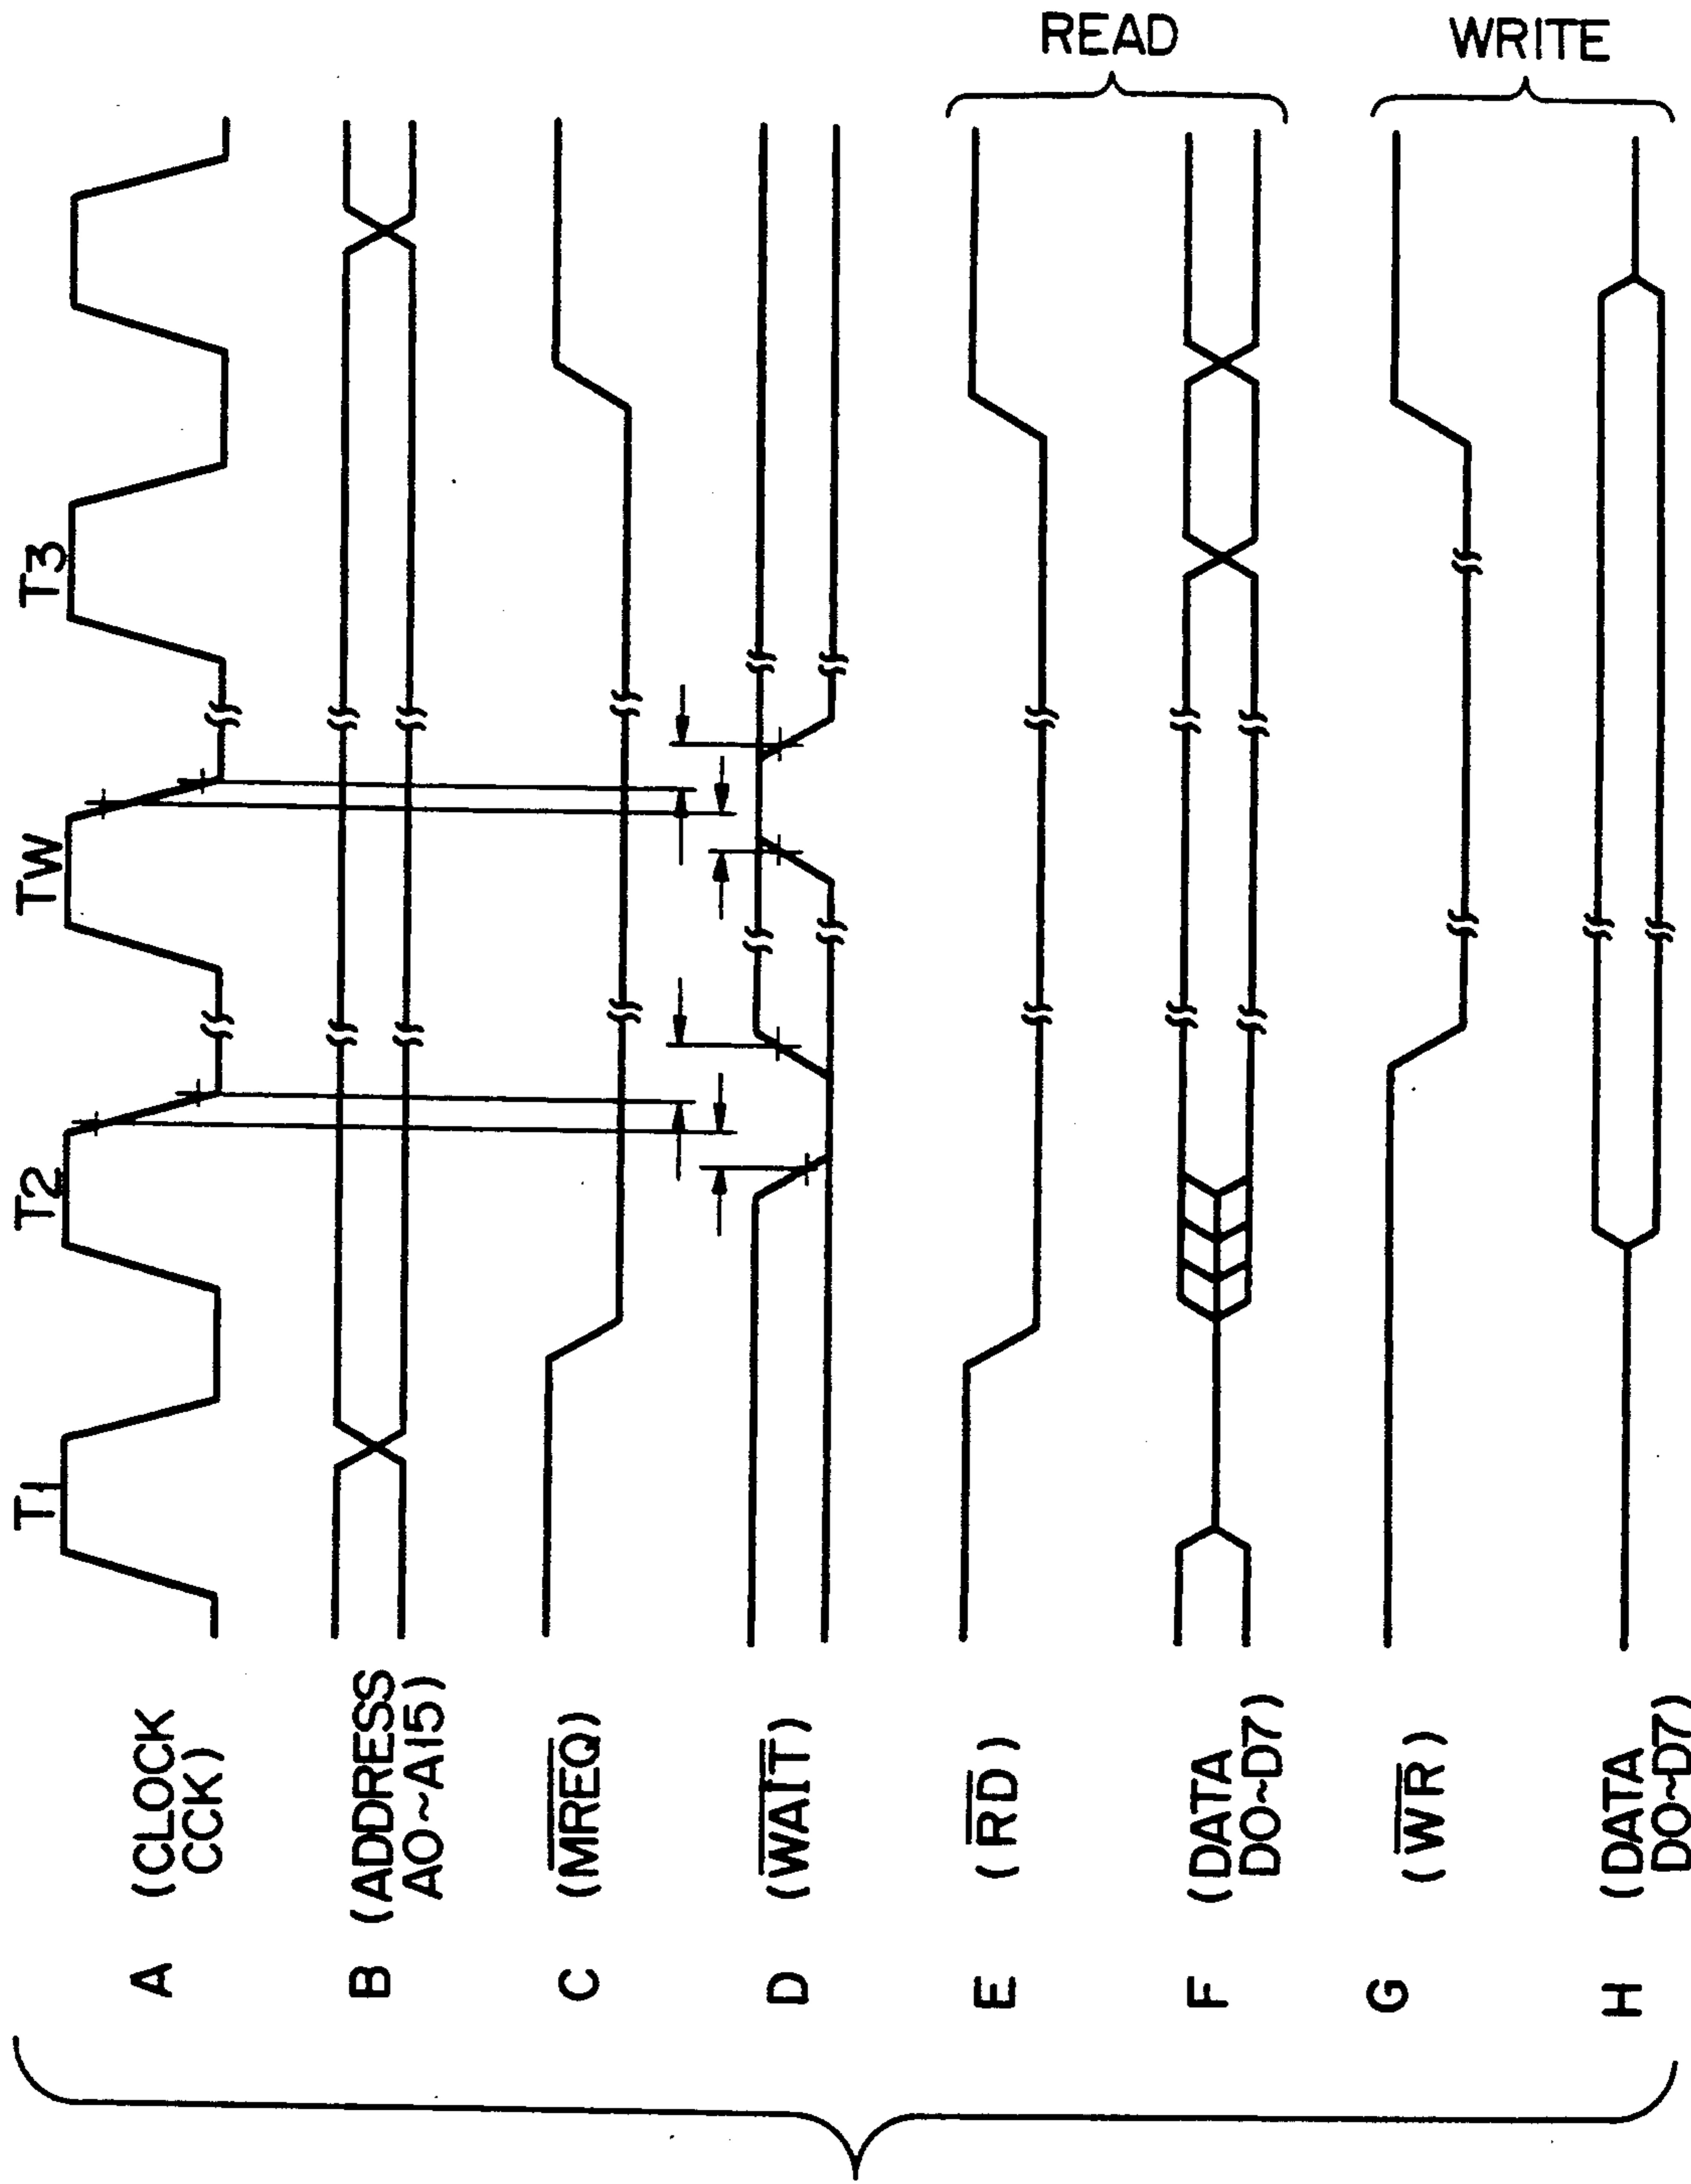 T1
T2
TW
T3
A (CLOCK
CCK)
B (ADDRESS
A0~A15)
C (MREQ)
D (WAIT)
E (RD)
F (DATA
D0~D7)
READ
G (WR)
H (DATA
D0~D7)
WRITE